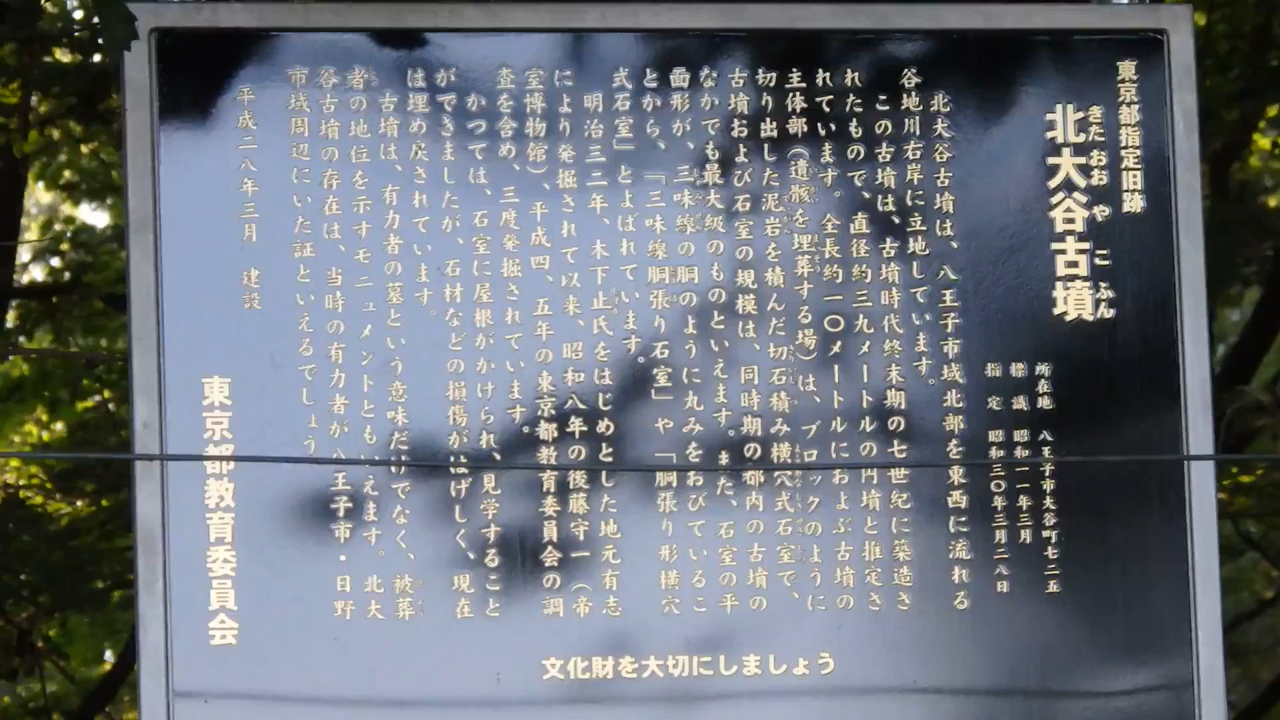 東京都指定旧跡
北大谷古墳
きたおおやこふん
所在地 八王子市大谷町七二五
標識 昭和一一年三月
指定 昭和三〇年三月二八日
北大谷古墳は、八王子市域北部を東西に流れる
谷地川右岸に立地しています。
この古墳は、古墳時代終末期の七世紀に築造さ
れたもので、直径約三九メートルの円墳と推定さ
れています。全長約一〇メートルにおよぶ古墳の
主体部（遺骸を埋葬する場）は、ブロックのように
切り出した泥岩を積んだ切石積み横穴式石室で、
古墳および石室の規模は、同時期の都内の古墳の
なかでも最大級のものといえます。また、石室の平
面形が、三味線の胴のように丸みをおびているこ
とから、「三味線胴張り石室」や「胴張り形横穴
式石室」とよばれています。
明治三二年、木下止氏をはじめとした地元有志
により発掘されて以来、昭和八年の後藤守一（帝
室博物館）、平成四、五年の東京都教育委員会の調
査を含め、三度発掘されています。
かつては、石室に屋根がかけられ、見学すること
ができましたが、石材などの損傷がはげしく、現在
は埋め戻されています。
古墳は、有力者の墓という意味だけでなく、被葬
者の地位を示すモニュメントともいえます。北大
谷古墳の存在は、当時の有力者が八王子市・日野
市域周辺にいた証といえるでしょう
平成二八年三月 建設
東京都教育委員会
文化財を大切にしましょう